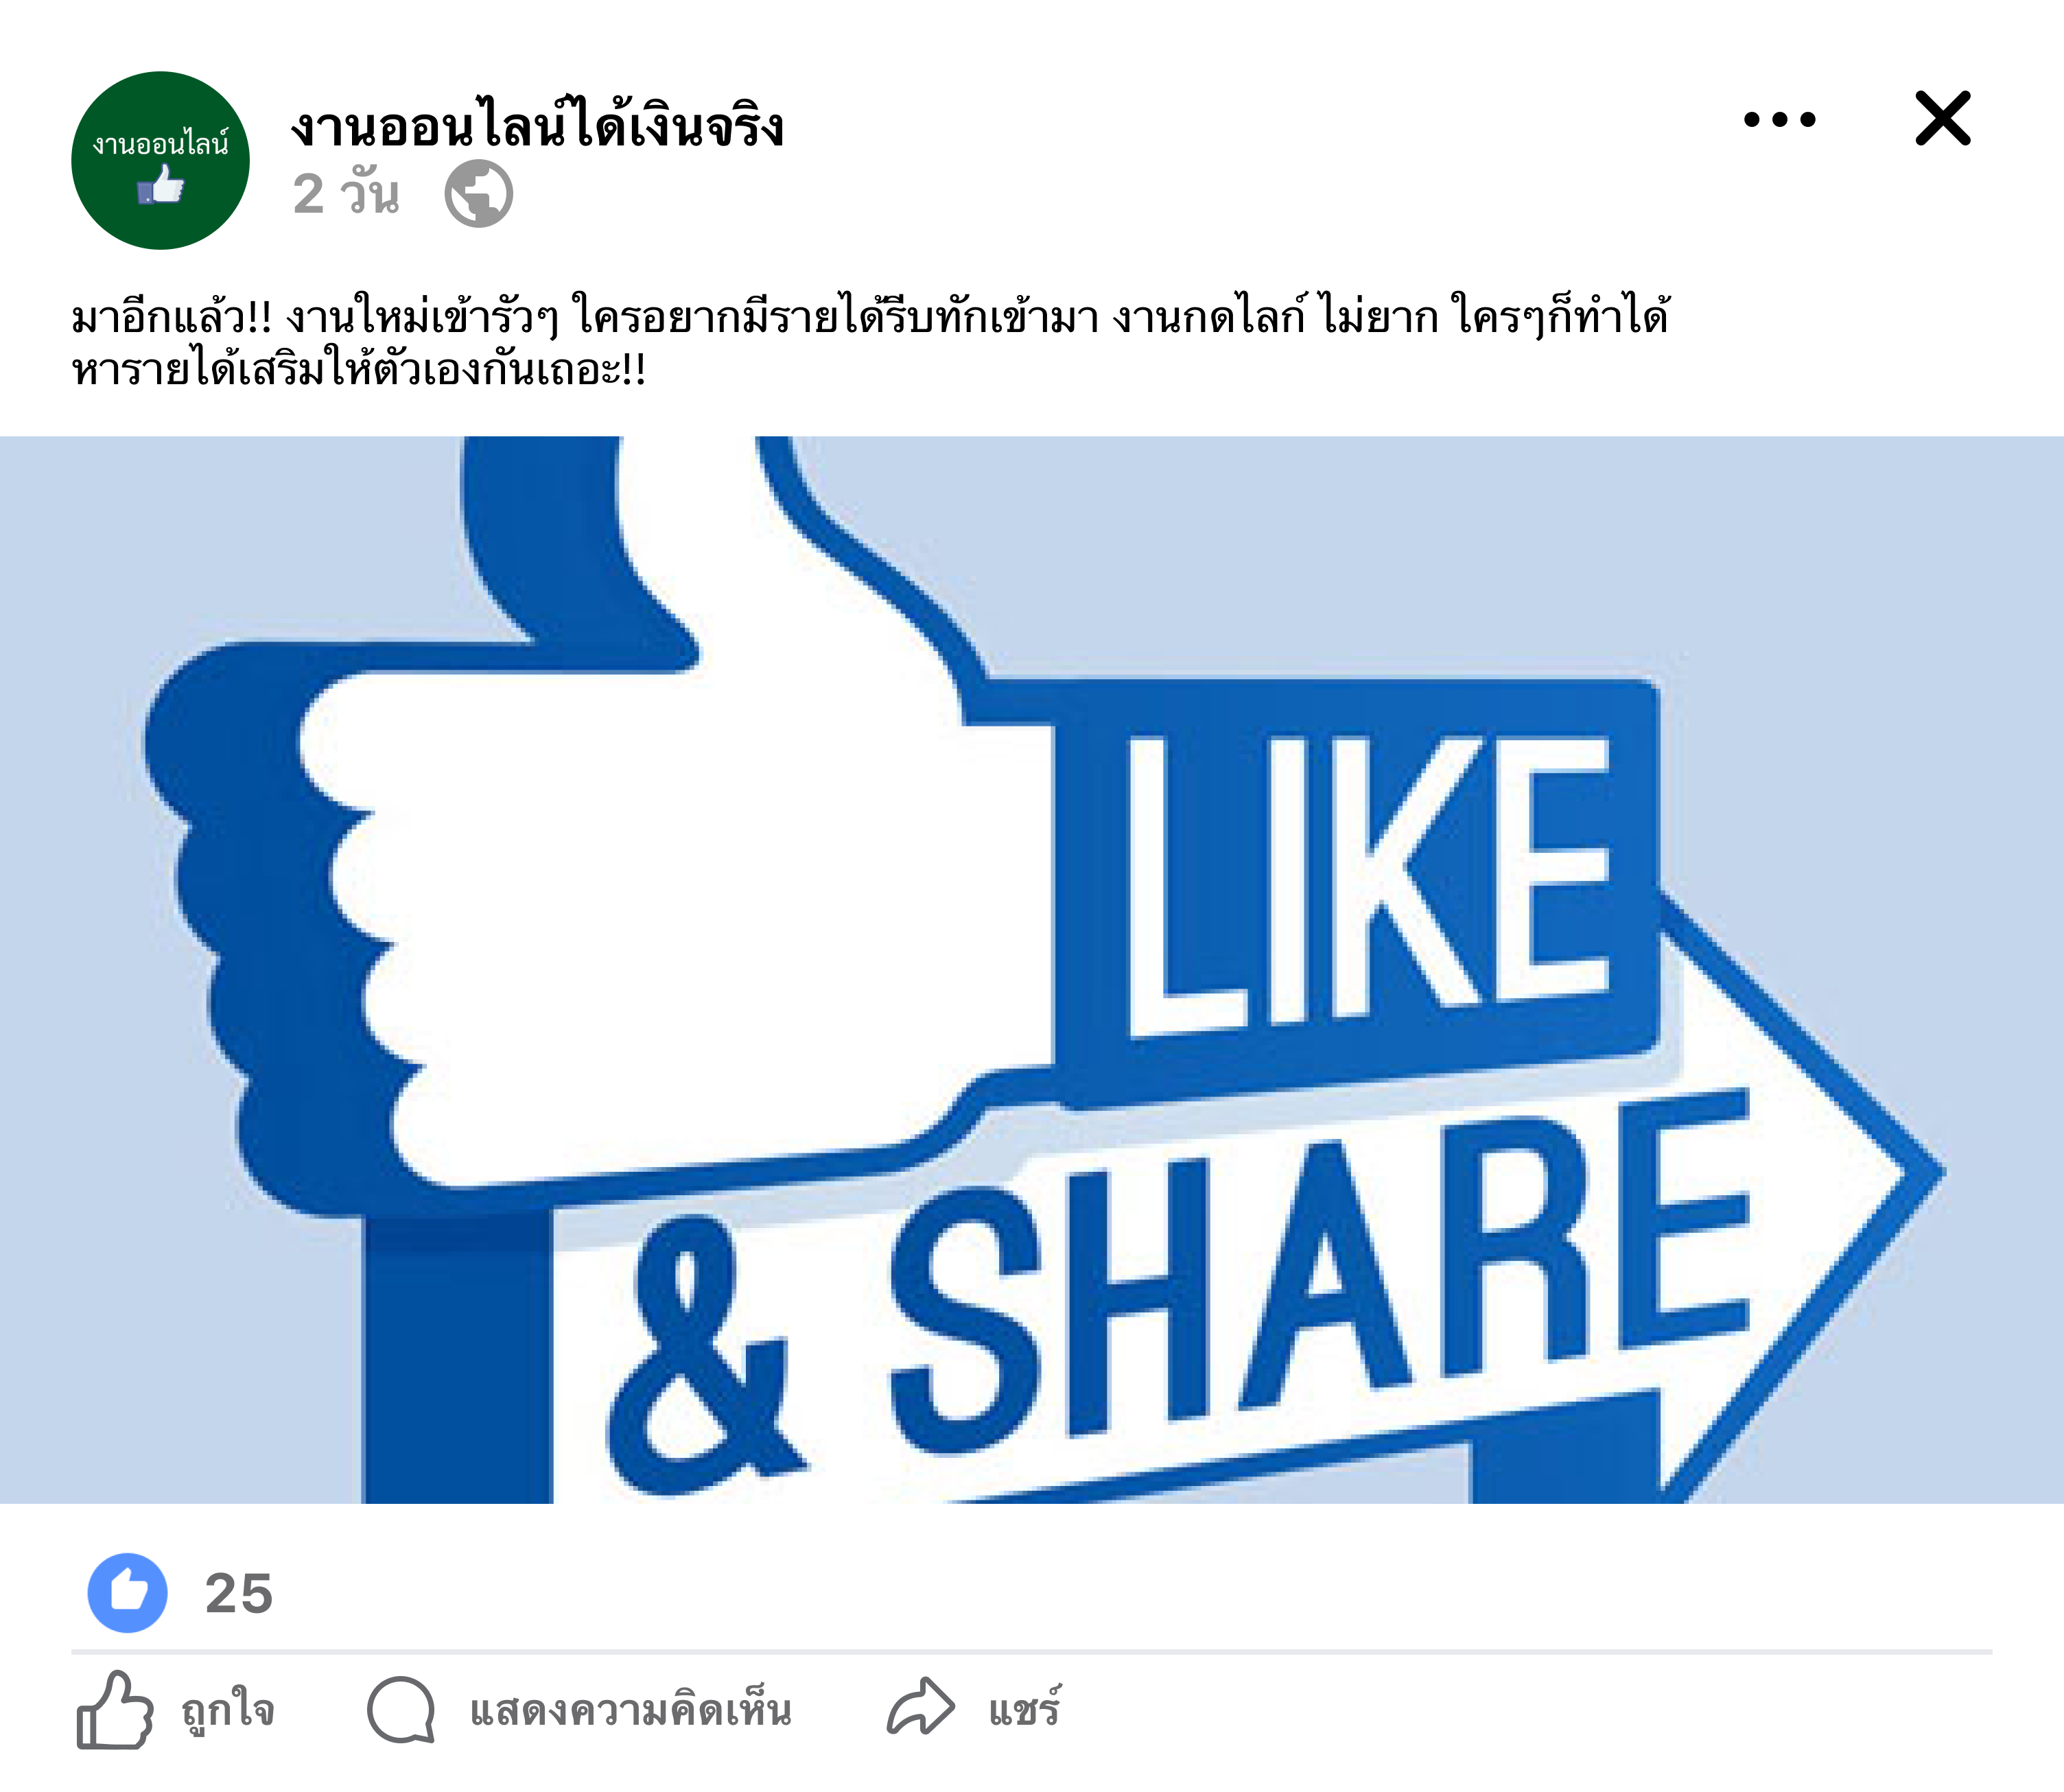 งานออนไลน์
งานออนไลน์ได้เงินจริง
2 วัน
มาอีกแล้ว!! งานใหม่เข้ารัวๆ ใครอยากมีรายได้รีบทักเข้ามา งานกดไลก์ ไม่ยาก ใครๆก็ทำได้
หารายได้เสริมให้ตัวเองกันเถอะ!!
LIKE
& SHARE
25
ถูกใจ แสดงความคิดเห็น แชร์